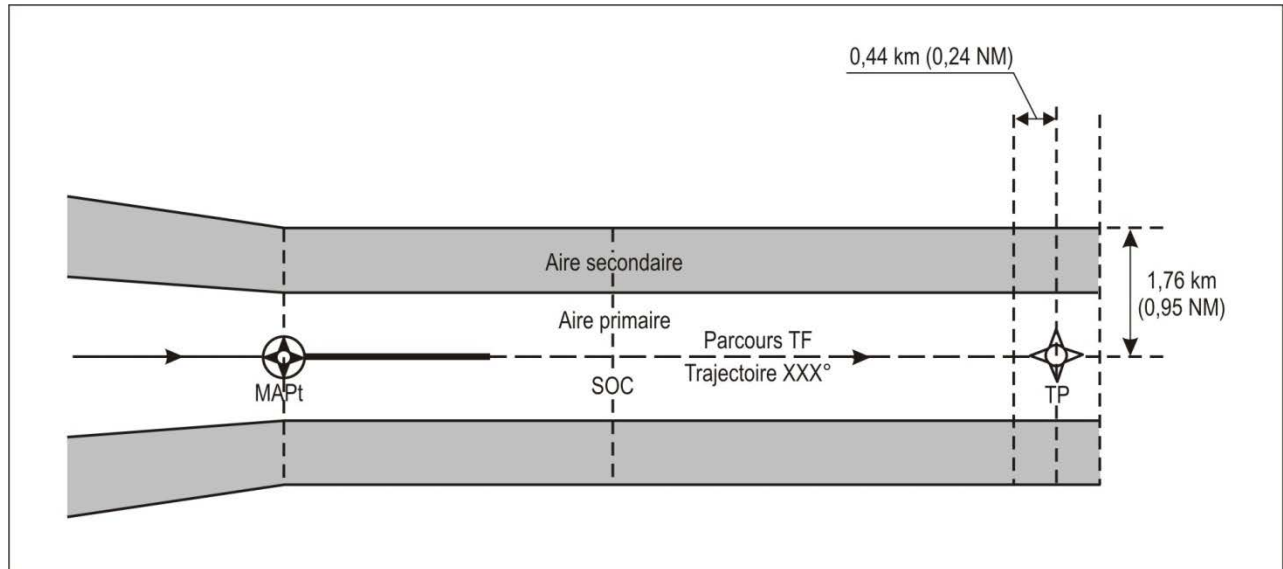 0,44 km (0,24 NM)
Aire secondaire
1,76 km
(0,95 NM)
Aire primaire
Parcours TF
Trajectoire XXX°
MAPt
SOC
TP